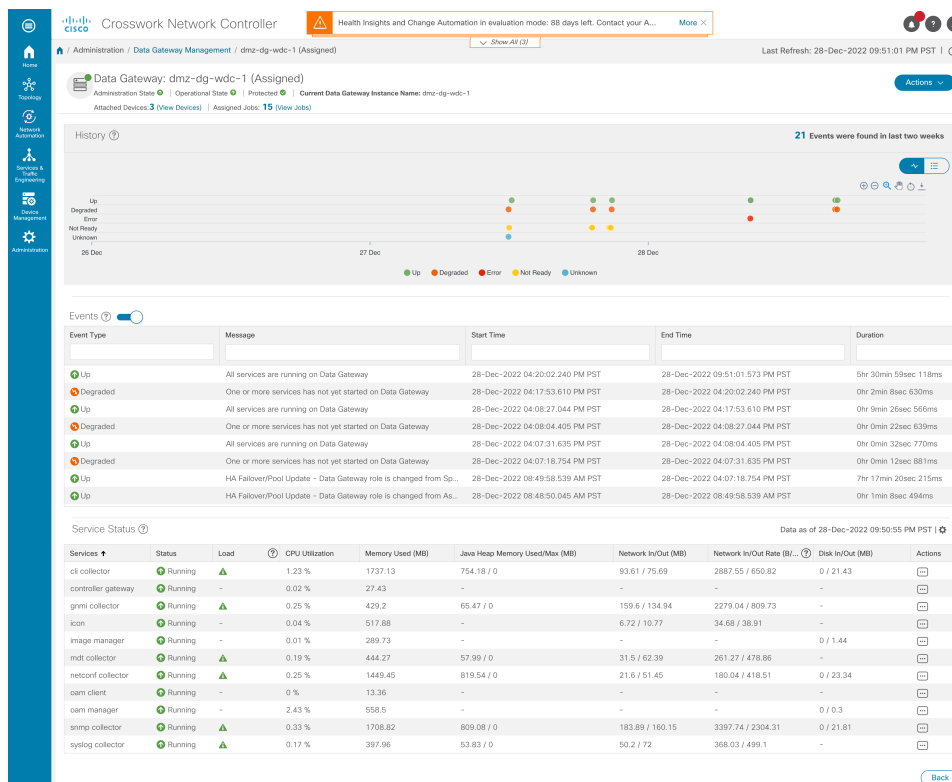 CISCO Crosswork Network Controller
Health Insights and Change Automation in evaluation mode: 88 days left. Contact your A... More
Show All (3)
/ Administration / Data Gateway Management / dmz-dg-wdc-1 (Assigned)
Last Refresh: 28-Dec-2022 09:51:01 PM PST |
Home
Topology
Network Automation
Services & Traffic Engineering
Device Management
Administration
Data Gateway: dmz-dg-wdc-1 (Assigned)
Actions
Administration State | Operational State | Protected | Current Data Gateway Instance Name: dmz-dg-wdc-1
Attached Devices: 3 (View Devices) | Assigned Jobs: 15 (View Jobs)
History ?
21 Events were found in last two weeks
Up
Degraded
Error
Not Ready
Unknown
26 Dec 27 Dec 28 Dec
Up Degraded Error Not Ready Unknown
Events ?
Event Type Message Start Time End Time Duration
Up All services are running on Data Gateway 28-Dec-2022 04:20:02.240 PM PST 28-Dec-2022 09:51:01.573 PM PST 5hr 30min 59sec 118ms
Degraded One or more services has not yet started on Data Gateway 28-Dec-2022 04:17:53.610 PM PST 28-Dec-2022 04:20:02.240 PM PST 0hr 2min 8sec 630ms
Up All services are running on Data Gateway 28-Dec-2022 04:08:27.044 PM PST 28-Dec-2022 04:17:53.610 PM PST 0hr 9min 26sec 566ms
Degraded One or more services has not yet started on Data Gateway 28-Dec-2022 04:08:04.405 PM PST 28-Dec-2022 04:08:27.044 PM PST 0hr 0min 22sec 639ms
Up All services are running on Data Gateway 28-Dec-2022 04:07:31.635 PM PST 28-Dec-2022 04:08:04.405 PM PST 0hr 0min 32sec 770ms
Degraded One or more services has not yet started on Data Gateway 28-Dec-2022 04:07:18.754 PM PST 28-Dec-2022 04:07:31.635 PM PST 0hr 0min 12sec 881ms
Up HA Failover/Pool Update - Data Gateway role is changed from Sp... 28-Dec-2022 08:49:58.539 AM PST 28-Dec-2022 04:07:18.754 PM PST 7hr 17min 20sec 215ms
Up HA Failover/Pool Update - Data Gateway role is changed from As... 28-Dec-2022 08:48:50.045 AM PST 28-Dec-2022 08:49:58.539 AM PST 0hr 1min 8sec 494ms
Service Status ?
Data as of 28-Dec-2022 09:50:55 PM PST |
Services Status Load ? CPU Utilization Memory Used (MB) Java Heap Memory Used/Max (MB) Network In/Out (MB) Network In/Out Rate (B/... ? Disk In/Out (MB) Actions
cli collector Running 1.23 % 1737.13 754.18 / 0 93.61 / 75.69 2887.55 / 650.82 0 / 21.43
controller gateway Running - 0.02 % 27.43 - - - -
gnmi collector Running 0.25 % 429.2 65.47 / 0 159.6 / 134.94 2279.04 / 809.73 -
icon Running - 0.04 % 517.88 - 6.72 / 10.77 34.68 / 38.91 -
image manager Running - 0.01 % 289.73 - - - 0 / 1.44
mdt collector Running 0.19 % 444.27 57.99 / 0 31.5 / 62.39 261.27 / 478.86 -
netconf collector Running 0.25 % 1449.45 819.54 / 0 21.6 / 51.45 180.04 / 418.51 0 / 23.34
oam client Running - 0 % 13.36 - - - -
oam manager Running - 2.43 % 558.5 - - - 0 / 0.3
snmp collector Running 0.33 % 1708.82 809.08 / 0 183.89 / 160.15 3397.74 / 2304.31 0 / 21.81
syslog collector Running 0.17 % 397.96 53.83 / 0 50.2 / 72 368.03 / 499.1 -
Back